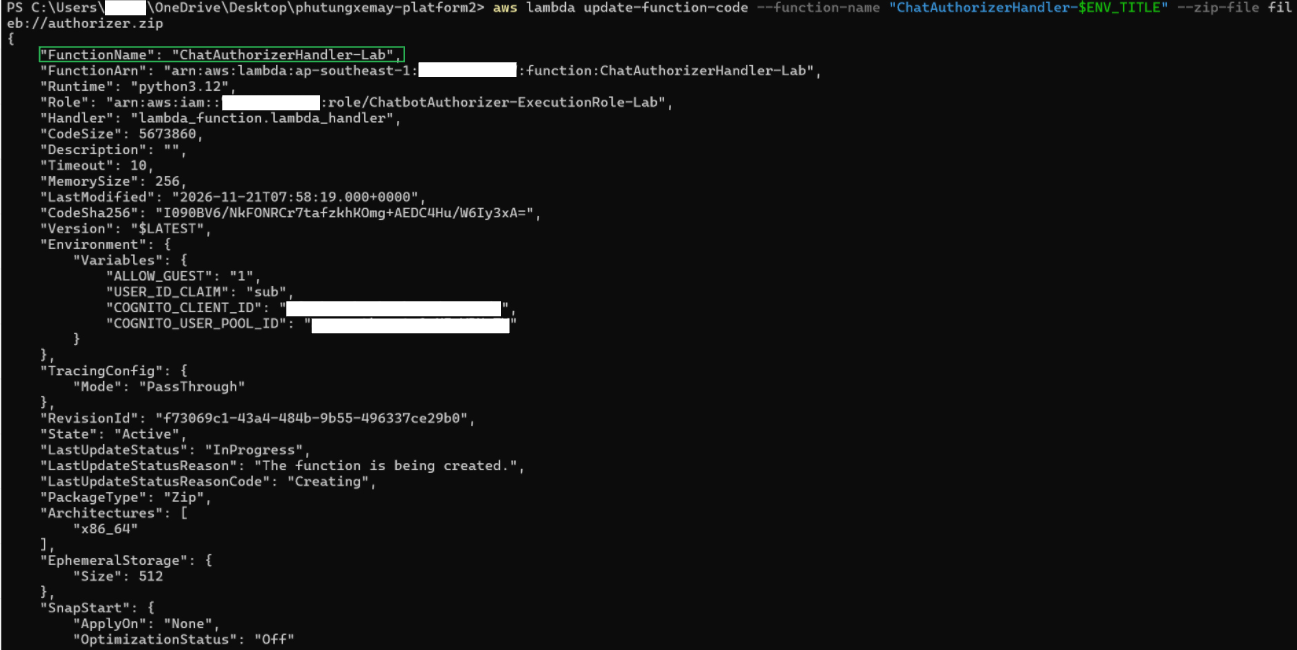 PS C:\Users\ \OneDrive\Desktop\phutungxemay-platform2> aws lambda update-function-code --function-name "ChatAuthorizerHandler-$ENV_TITLE" --zip-file fil
eb://authorizer.zip
{
    "FunctionName": "ChatAuthorizerHandler-Lab",
    "FunctionArn": "arn:aws:lambda:ap-southeast-1: :function:ChatAuthorizerHandler-Lab",
    "Runtime": "python3.12",
    "Role": "arn:aws:iam:: :role/ChatbotAuthorizer-ExecutionRole-Lab",
    "Handler": "lambda_function.lambda_handler",
    "CodeSize": 5673860,
    "Description": "",
    "Timeout": 10,
    "MemorySize": 256,
    "LastModified": "2026-11-21T07:58:19.000+0000",
    "CodeSha256": "I090BV6/NkFONRCr7tafzkhKOmg+AEDC4Hu/W6Iy3xA=",
    "Version": "$LATEST",
    "Environment": {
        "Variables": {
            "ALLOW_GUEST": "1",
            "USER_ID_CLAIM": "sub",
            "COGNITO_CLIENT_ID": " ",
            "COGNITO_USER_POOL_ID": " "
        }
    },
    "TracingConfig": {
        "Mode": "PassThrough"
    },
    "RevisionId": "f73069c1-43a4-484b-9b55-496337ce29b0",
    "State": "Active",
    "LastUpdateStatus": "InProgress",
    "LastUpdateStatusReason": "The function is being created.",
    "LastUpdateStatusReasonCode": "Creating",
    "PackageType": "Zip",
    "Architectures": [
        "x86_64"
    ],
    "EphemeralStorage": {
        "Size": 512
    },
    "SnapStart": {
        "ApplyOn": "None",
        "OptimizationStatus": "Off"